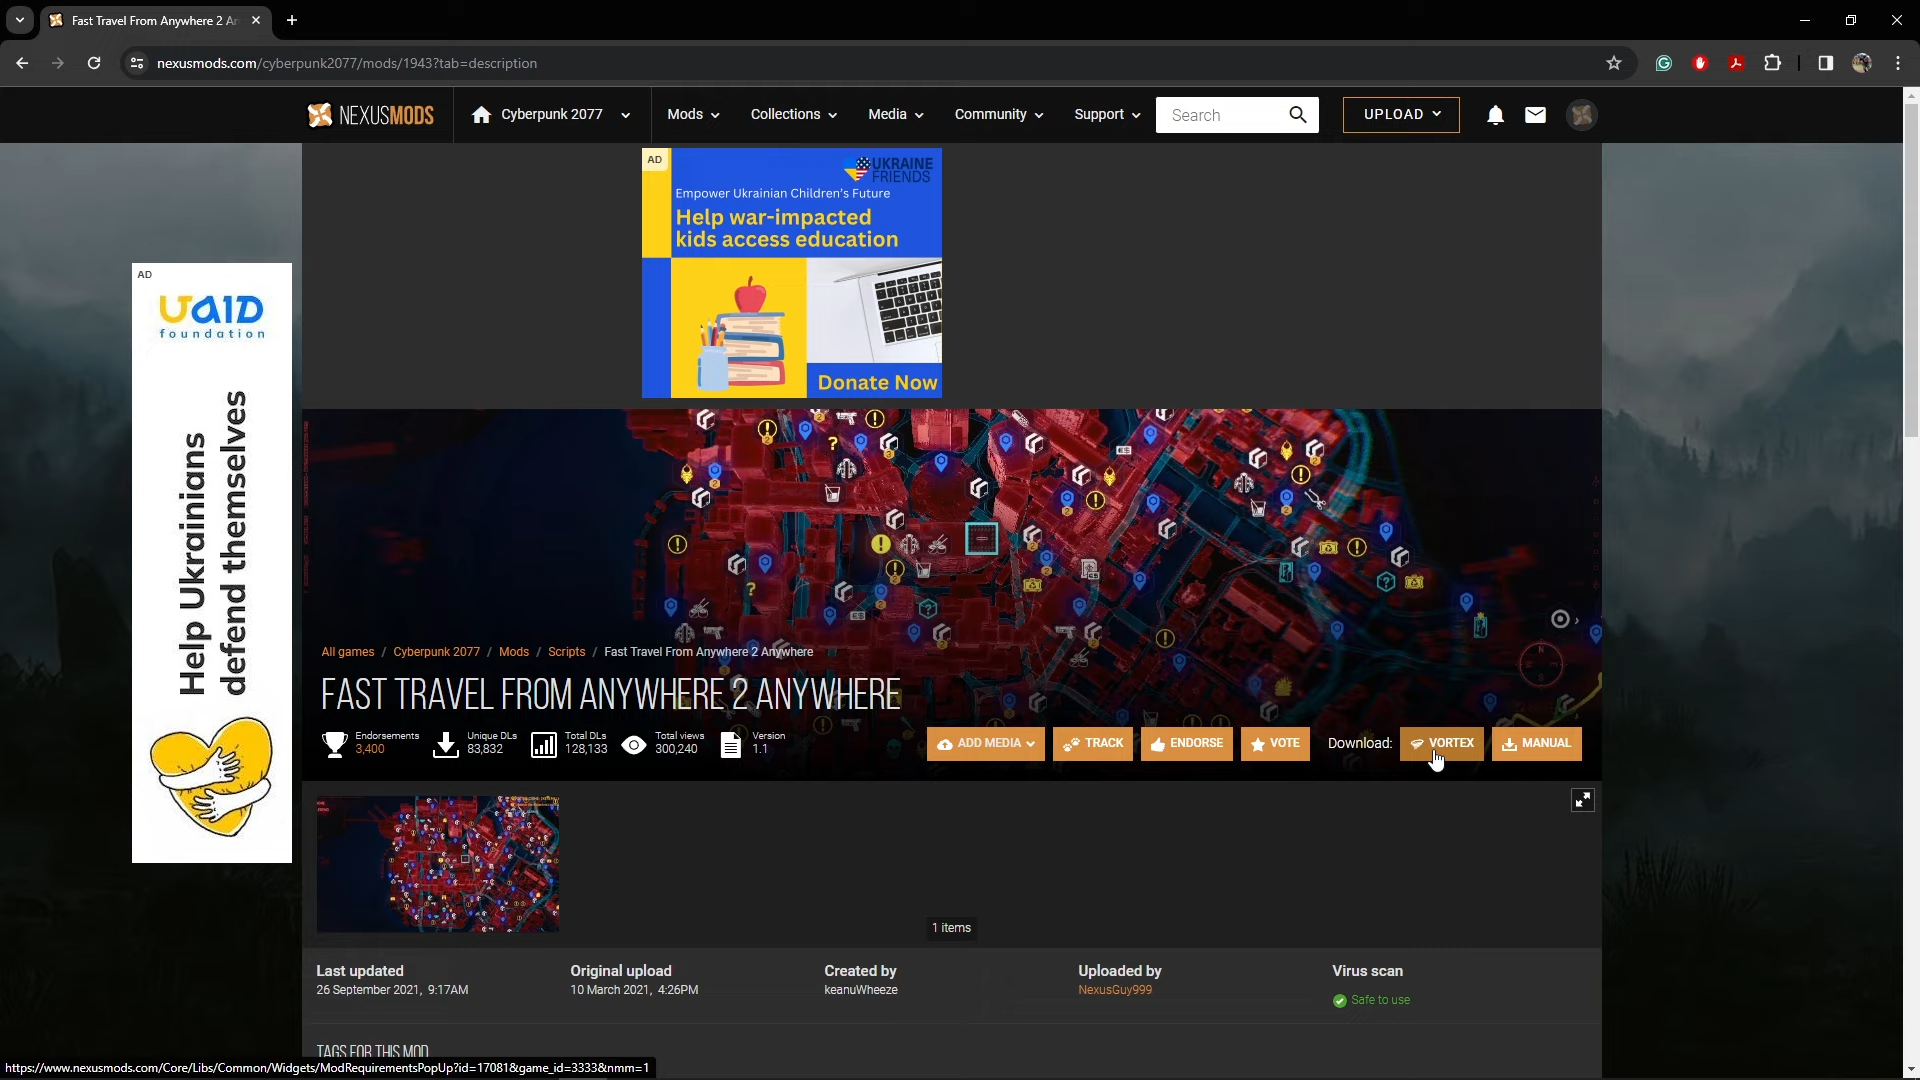 Fast Travel From Anywhere 2 An
nexusmods.com/cyberpunk2077/mods/1943?tab=description
NEXUSMODS
Cyberpunk 2077
Mods
Collections
Media
Community
Support
Search
UPLOAD
AD
UKRAINE
FRIENDS
Empower Ukrainian Children's Future
Help war-impacted
kids access education
Donate Now
AD
UAID
foundation
Help Ukrainians
defend themselves
All games / Cyberpunk 2077 / Mods / Scripts / Fast Travel From Anywhere 2 Anywhere
FAST TRAVEL FROM ANYWHERE 2 ANYWHERE
Endorsements
3,400
Unique DLs
83,832
Total DLs
128,133
Total views
300,240
Version
1.1
ADD MEDIA
TRACK
ENDORSE
VOTE
Download:
VORTEX
MANUAL
1 items
Last updated
26 September 2021, 9:17AM
Original upload
10 March 2021, 4:26PM
Created by
keanuWheeze
Uploaded by
NexusGuy999
Virus scan
Safe to use
TAGS FOR THIS MOD
https://www.nexusmods.com/Core/Libs/Common/Widgets/ModRequirementsPopUp?id=17081&game_id=3333&nmm=1